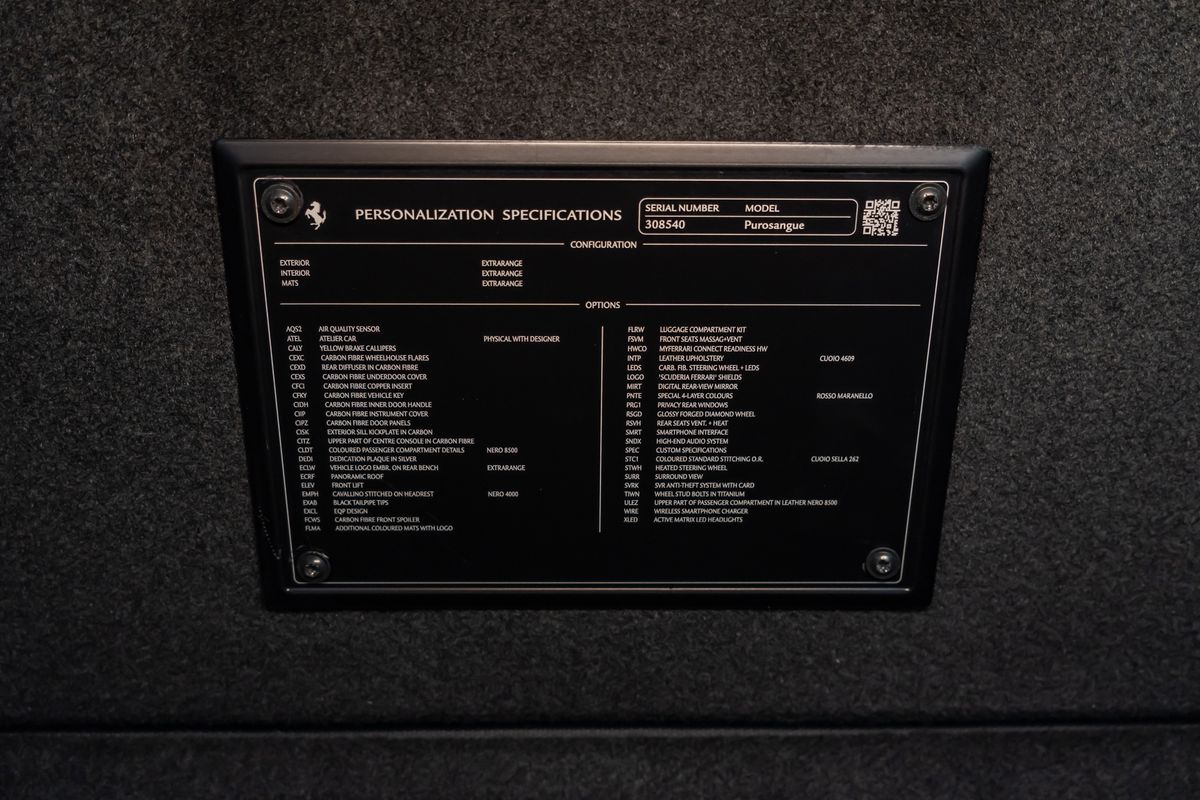 PERSONALIZATION SPECIFICATIONS
SERIAL NUMBER MODEL
308540 Purosangue
CONFIGURATION
EXTERIOR EXTRARANGE
INTERIOR EXTRARANGE
MATS EXTRARANGE
OPTIONS
AQS2 AIR QUALITY SENSOR
ATEL ATELIER CAR PHYSICAL WITH DESIGNER
CALY YELLOW BRAKE CALLIPERS
CEXC CARBON FIBRE WHEELHOUSE FLARES
CEXD REAR DIFFUSER IN CARBON FIBRE
CEXS CARBON FIBRE UNDERDOOR COVER
CFC1 CARBON FIBRE COPPER INSERT
CFKY CARBON FIBRE VEHICLE KEY
CIDH CARBON FIBRE INNER DOOR HANDLE
CIIP CARBON FIBRE INSTRUMENT COVER
CIPZ CARBON FIBRE DOOR PANELS
CISK EXTERIOR SILL KICKPLATE IN CARBON
CITZ UPPER PART OF CENTRE CONSOLE IN CARBON FIBRE
CLDT COLOURED PASSENGER COMPARTMENT DETAILS NERO 8500
DEDI DEDICATION PLAQUE IN SILVER
ECLW VEHICLE LOGO EMBR. ON REAR BENCH EXTRARANGE
ECRF PANORAMIC ROOF
ELEV FRONT LIFT
EMPH CAVALLINO STITCHED ON HEADREST NERO 4000
EXAB BLACK TAILPIPE TIPS
EXCL EQP DESIGN
FCWS CARBON FIBRE FRONT SPOILER
FLMA ADDITIONAL COLOURED MATS WITH LOGO
FLRW LUGGAGE COMPARTMENT KIT
FSVM FRONT SEATS MASSAG+VENT
HWCO MYFERRARI CONNECT READINESS HW
INTP LEATHER UPHOLSTERY CUOIO 4609
LEDS CARB. FIB. STEERING WHEEL + LEDS
LOGO 'SCUDERIA FERRARI' SHIELDS
MIRT DIGITAL REAR-VIEW MIRROR
PNTE SPECIAL 4-LAYER COLOURS ROSSO MARANELLO
PRG1 PRIVACY REAR WINDOWS
RSGD GLOSSY FORGED DIAMOND WHEEL
RSVH REAR SEATS VENT. + HEAT
SMRT SMARTPHONE INTERFACE
SNDX HIGH-END AUDIO SYSTEM
SPEC CUSTOM SPECIFICATIONS
STC1 COLOURED STANDARD STITCHING O.R. CUOIO SELLA 262
STWH HEATED STEERING WHEEL
SURR SURROUND VIEW
SVRK SVR ANTI-THEFT SYSTEM WITH CARD
TIWN WHEEL STUD BOLTS IN TITANIUM
ULEZ UPPER PART OF PASSENGER COMPARTMENT IN LEATHER NERO 8500
WIRE WIRELESS SMARTPHONE CHARGER
XLED ACTIVE MATRIX LED HEADLIGHTS